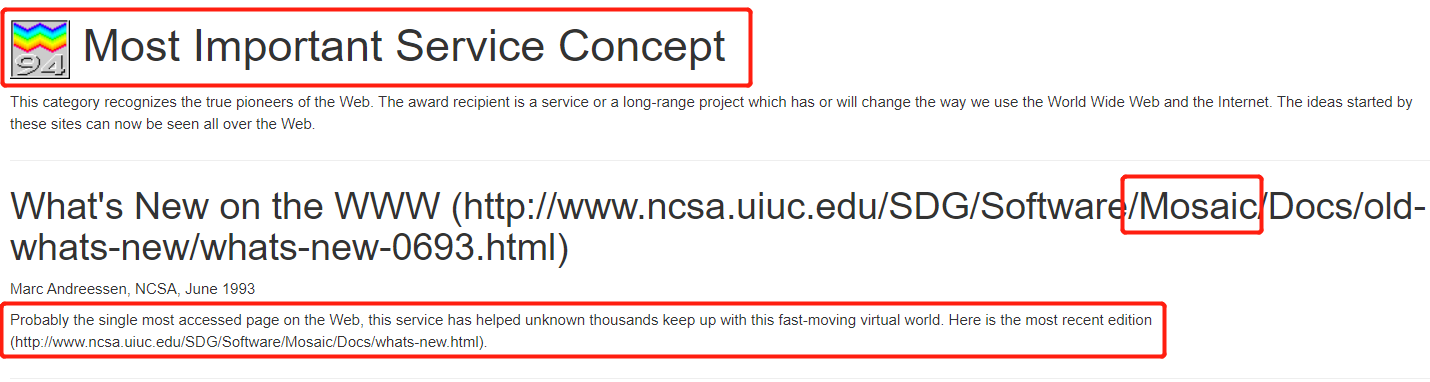 94 Most Important Service Concept
This category recognizes the true pioneers of the Web. The award recipient is a service or a long-range project which has or will change the way we use the World Wide Web and the Internet. The ideas started by
these sites can now be seen all over the Web.
What's New on the WWW (http://www.ncsa.uiuc.edu/SDG/Software/Mosaic/Docs/old-
whats-new/whats-new-0693.html)
Marc Andreessen, NCSA, June 1993
Probably the single most accessed page on the Web, this service has helped unknown thousands keep up with this fast-moving virtual world. Here is the most recent edition
(http://www.ncsa.uiuc.edu/SDG/Software/Mosaic/Docs/whats-new.html).